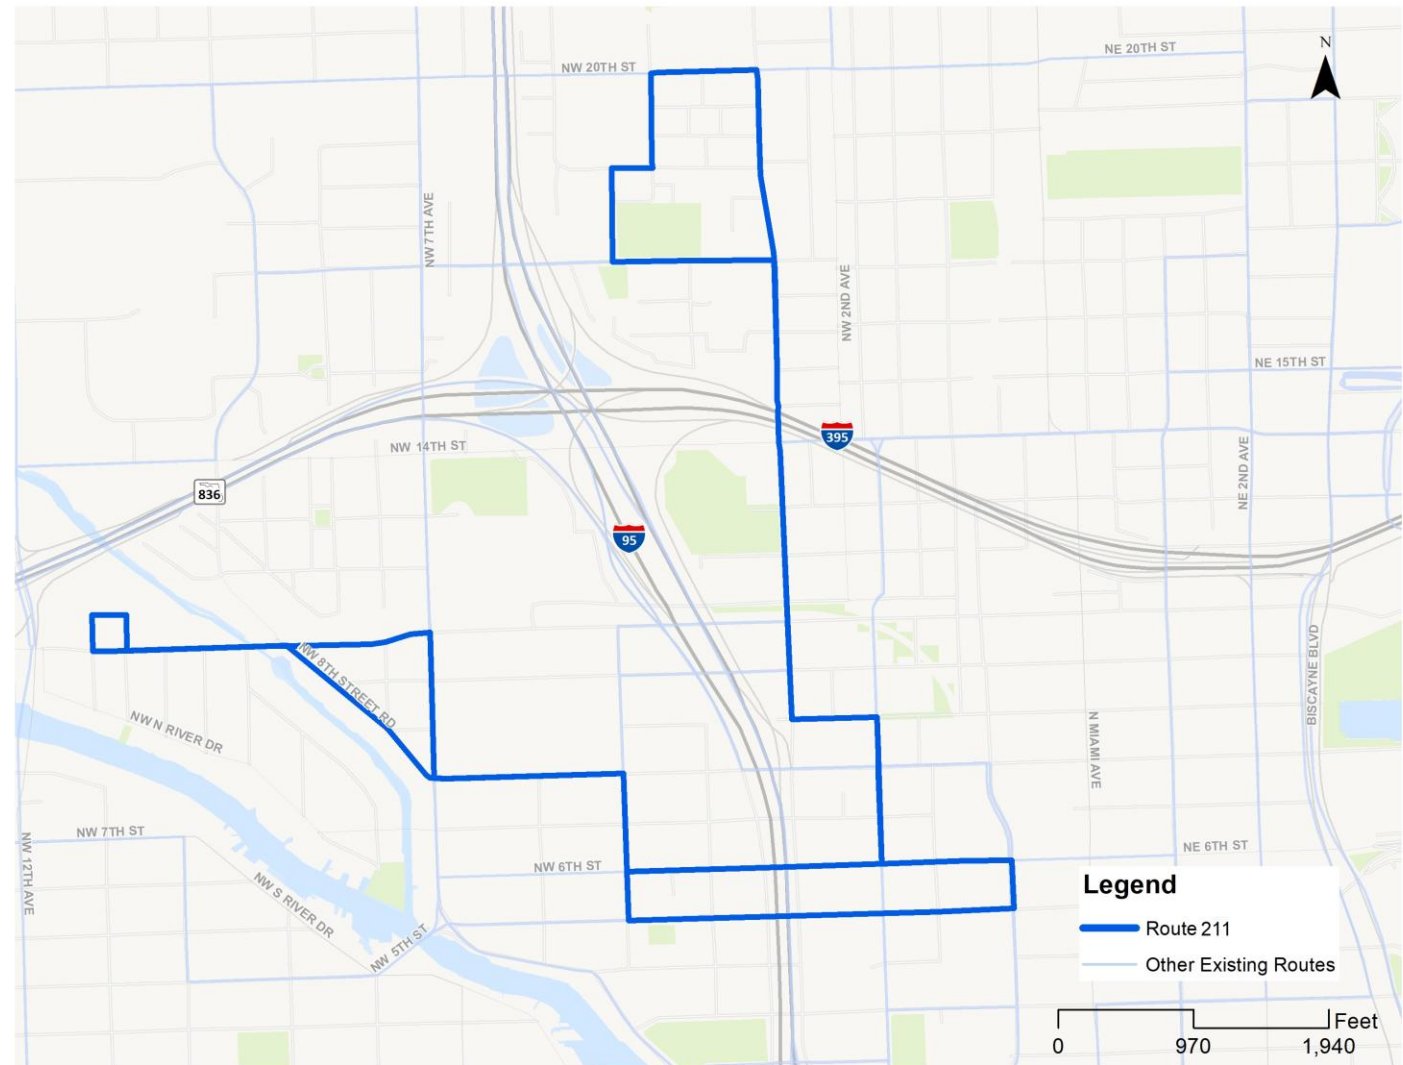 NE 20TH ST
N
NW 20TH ST
NW 7TH AVE
NW 2ND AVE
NE 15TH ST
395
NW 14TH ST
NE 2ND AVE
836
95
NW 8TH STREET RD
BISCAYNE BLVD
NW N RIVER DR
N MIAMI AVE
NW 7TH ST
NE 6TH ST
NW 6TH ST
NW 12TH AVE
NW S RIVER DR
NW 5TH ST
Legend
Route 211
Other Existing Routes
Feet
0 970 1,940